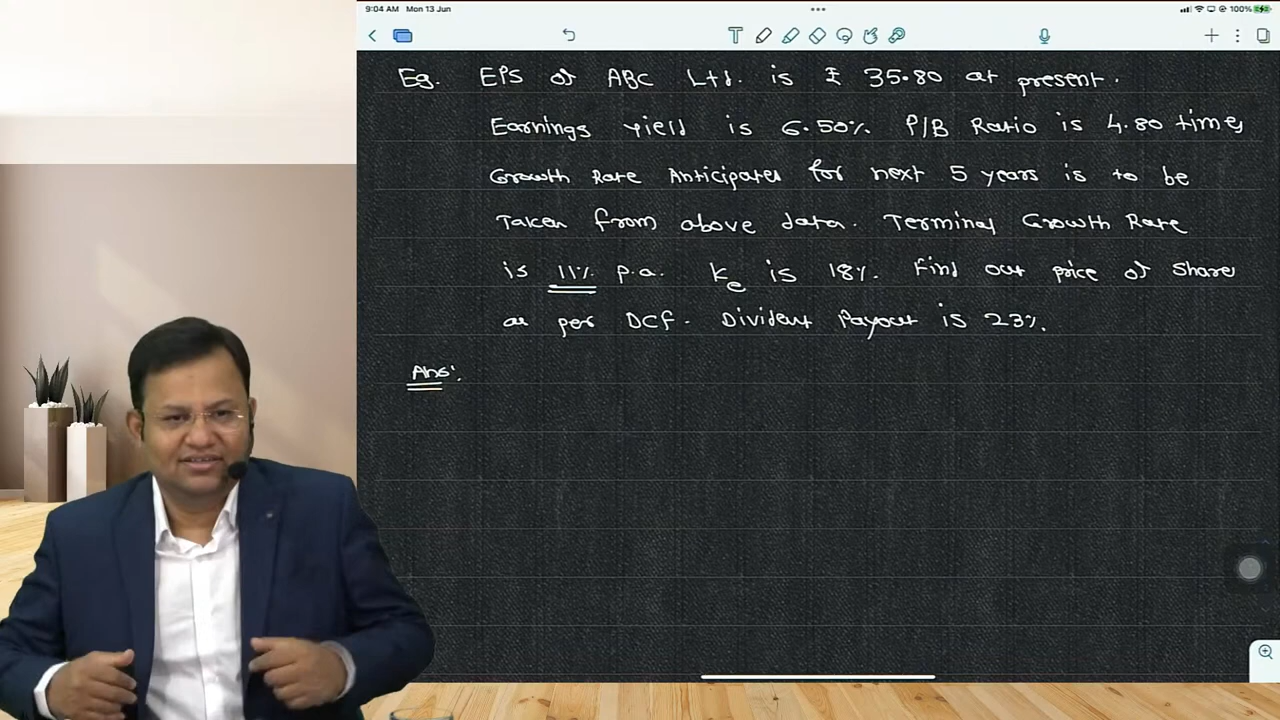 9:04 AM Mon 13 Jun
100%
Eg. EPS of ABC Ltd. is ₹ 35.80 at present.
Earnings Yield is 6.50% P/B Ratio is 4.80 times
Growth Rate Anticipated for next 5 years is to be
Taken from above data. Terminal Growth Rate
is 11% p.a. Ke is 18%. Find out price of share
as per DCF. Divident Payout is 23%.
Ans: